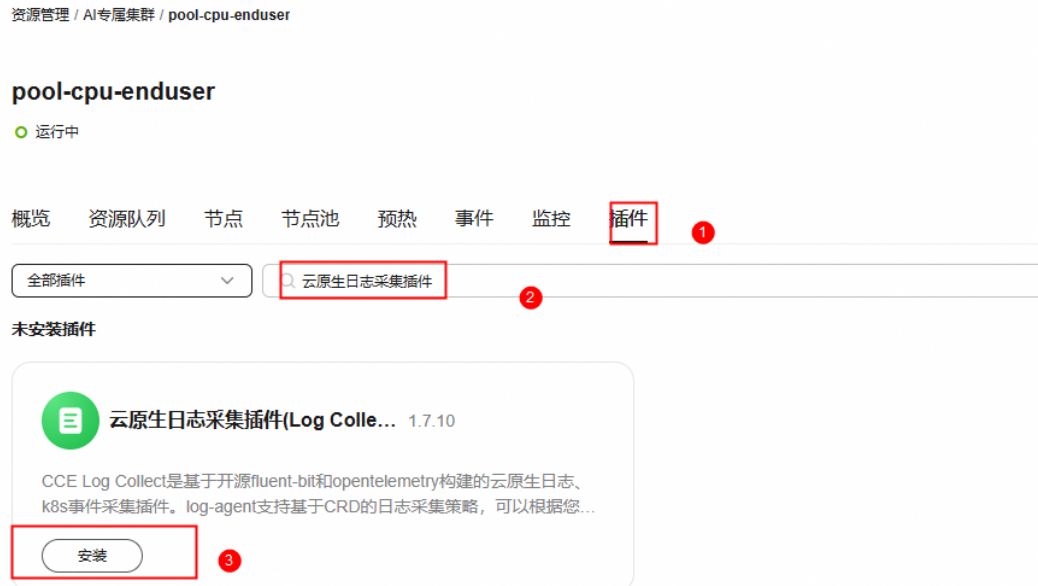 资源管理 / AI专属集群 / pool-cpu-enduser
pool-cpu-enduser
运行中
概览 资源队列 节点 节点池 预热 事件 监控 插件 1
全部插件 云原生日志采集插件 2
未安装插件
云原生日志采集插件(Log Colle... 1.7.10
CCE Log Collect是基于开源fluent-bit和opentelemetry构建的云原生日志、
k8s事件采集插件。log-agent支持基于CRD的日志采集策略，可以根据您...
安装 3